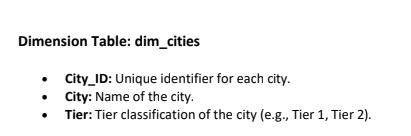 Dimension Table: dim_cities
• City_ID: Unique identifier for each city.
• City: Name of the city.
• Tier: Tier classification of the city (e.g., Tier 1, Tier 2).